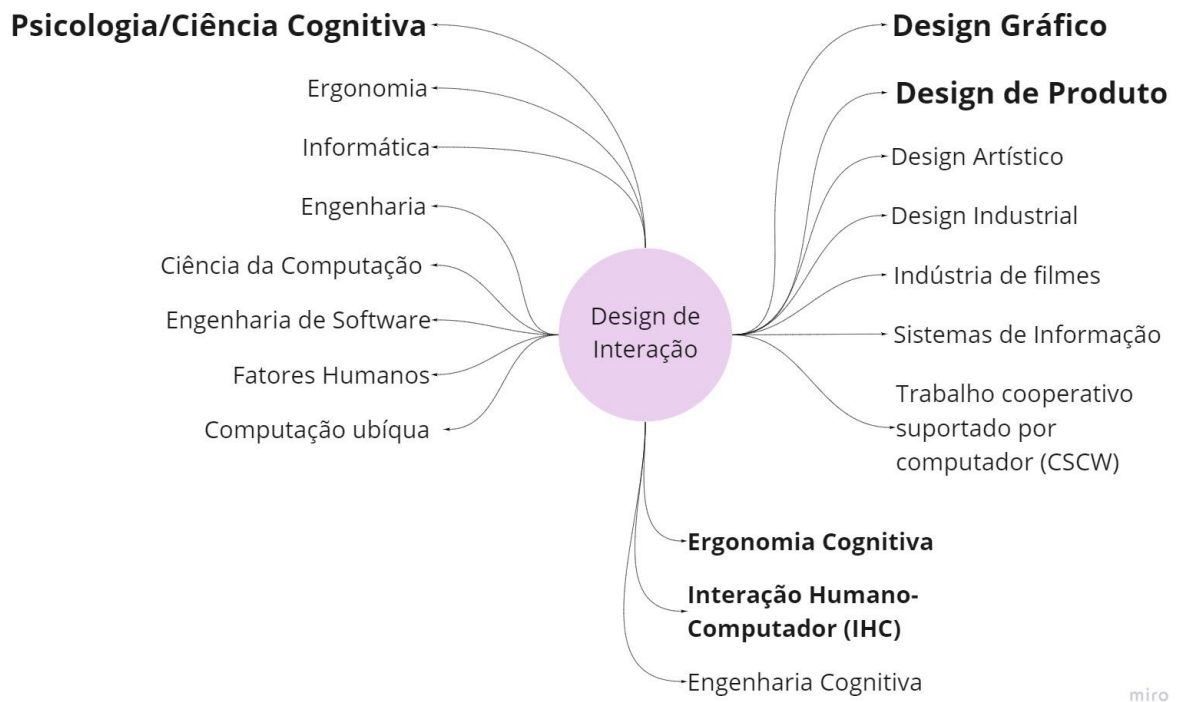 Psicologia/Ciência Cognitiva
Ergonomia
Informática
Engenharia
Ciência da Computação
Engenharia de Software
Fatores Humanos
Computação ubíqua
Design de
Interação
Design Gráfico
Design de Produto
Design Artístico
Design Industrial
Indústria de filmes
Sistemas de Informação
Trabalho cooperativo
suportado por
computador (CSCW)
Ergonomia Cognitiva
Interação Humano-
Computador (IHC)
Engenharia Cognitiva
miro